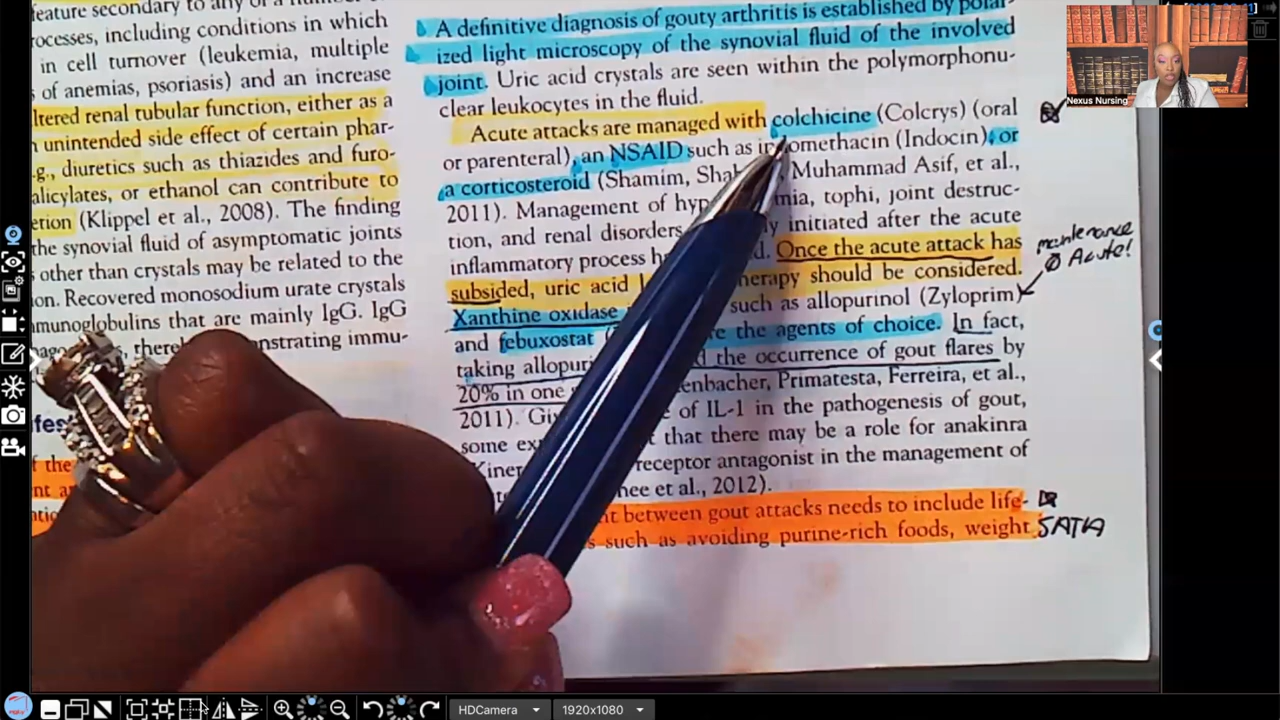 feature secondary to any of a number of
rocesses, including conditions in which
in cell turnover (leukemia, multiple
of anemias, psoriasis) and an increase
ltered renal tubular function, either as a
unintended side effect of certain phar-
g., diuretics such as thiazides and furo-
alicylates, or ethanol can contribute to
etion (Klippel et al., 2008). The finding
the synovial fluid of asymptomatic joints
other than crystals may be related to the
on. Recovered monosodium urate crystals
munoglobulins that are mainly IgG. IgG
nstrating immu-
A definitive diagnosis of gouty arthritis is established by polar-
ized light microscopy of the synovial fluid of the involved
joint. Uric acid crystals are seen within the polymorphonu-
clear leukocytes in the fluid.
Acute attacks are managed with colchicine (Colcrys) (oral
or parenteral), an NSAID such as in omethacin (Indocin), or
a corticosteroid (Shamim, Muhammad Asif, et al.,
2011). Management of hyp mia, tophi, joint destruc-
tion, and renal disorders ly initiated after the acute
inflammatory process d. Once the acute attack has
subsided, uric acid herapy should be considered.
Xanthine oxidase such as allopurinol (Zyloprim)
and febuxostat re the agents of choice. In fact,
taking allopur d the occurrence of gout flares by
20% in one enbacher, Primatesta, Ferreira, et al.,
2011). of IL-1 in the pathogenesis of gout,
some that there may be a role for anakinra
receptor antagonist in the management of
nee et al., 2012).
nt between gout attacks needs to include life-
s such as avoiding purine-rich foods, weight
maintenance
Ø Acute!
SATA
Nexus Nursing
HDCamera
1920x1080